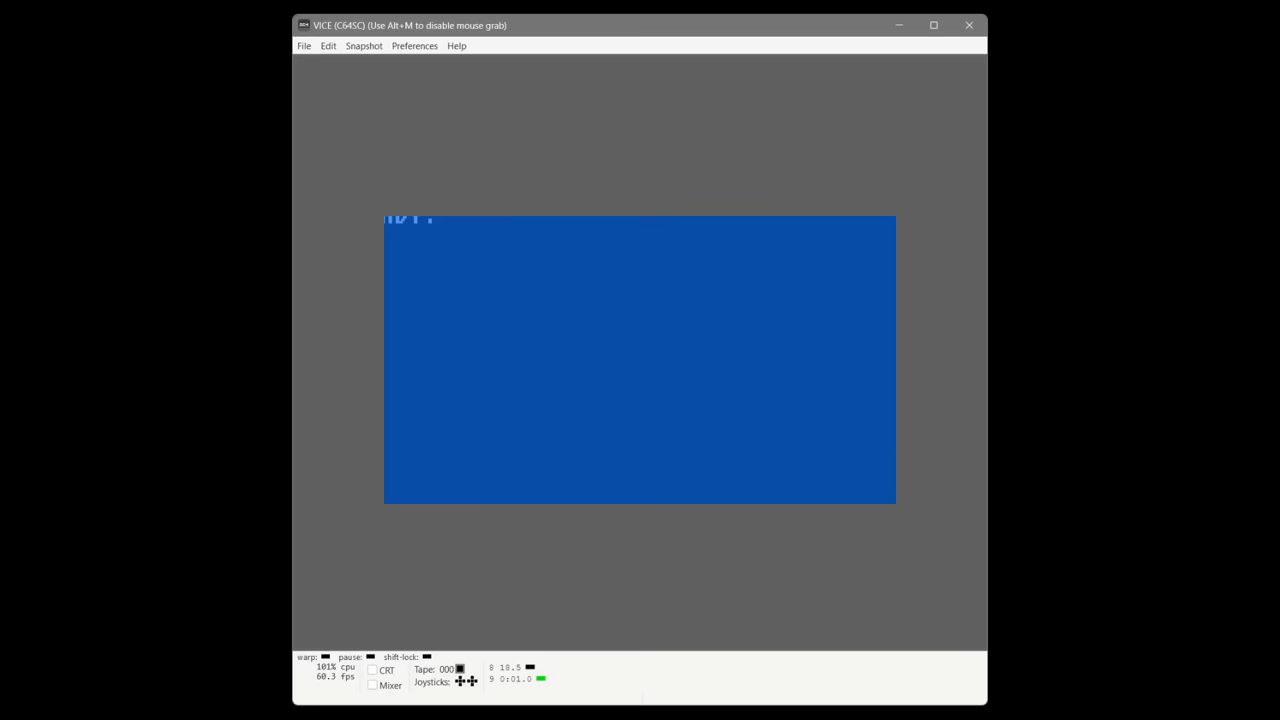 VICE (C64SC) (Use Alt+M to disable mouse grab)
File Edit Snapshot Preferences Help
warp: pause: shift-lock:
101% cpu
60.3 fps
CRT
Mixer
Tape: 000
Joysticks:
8 18.5
9 0:01.0